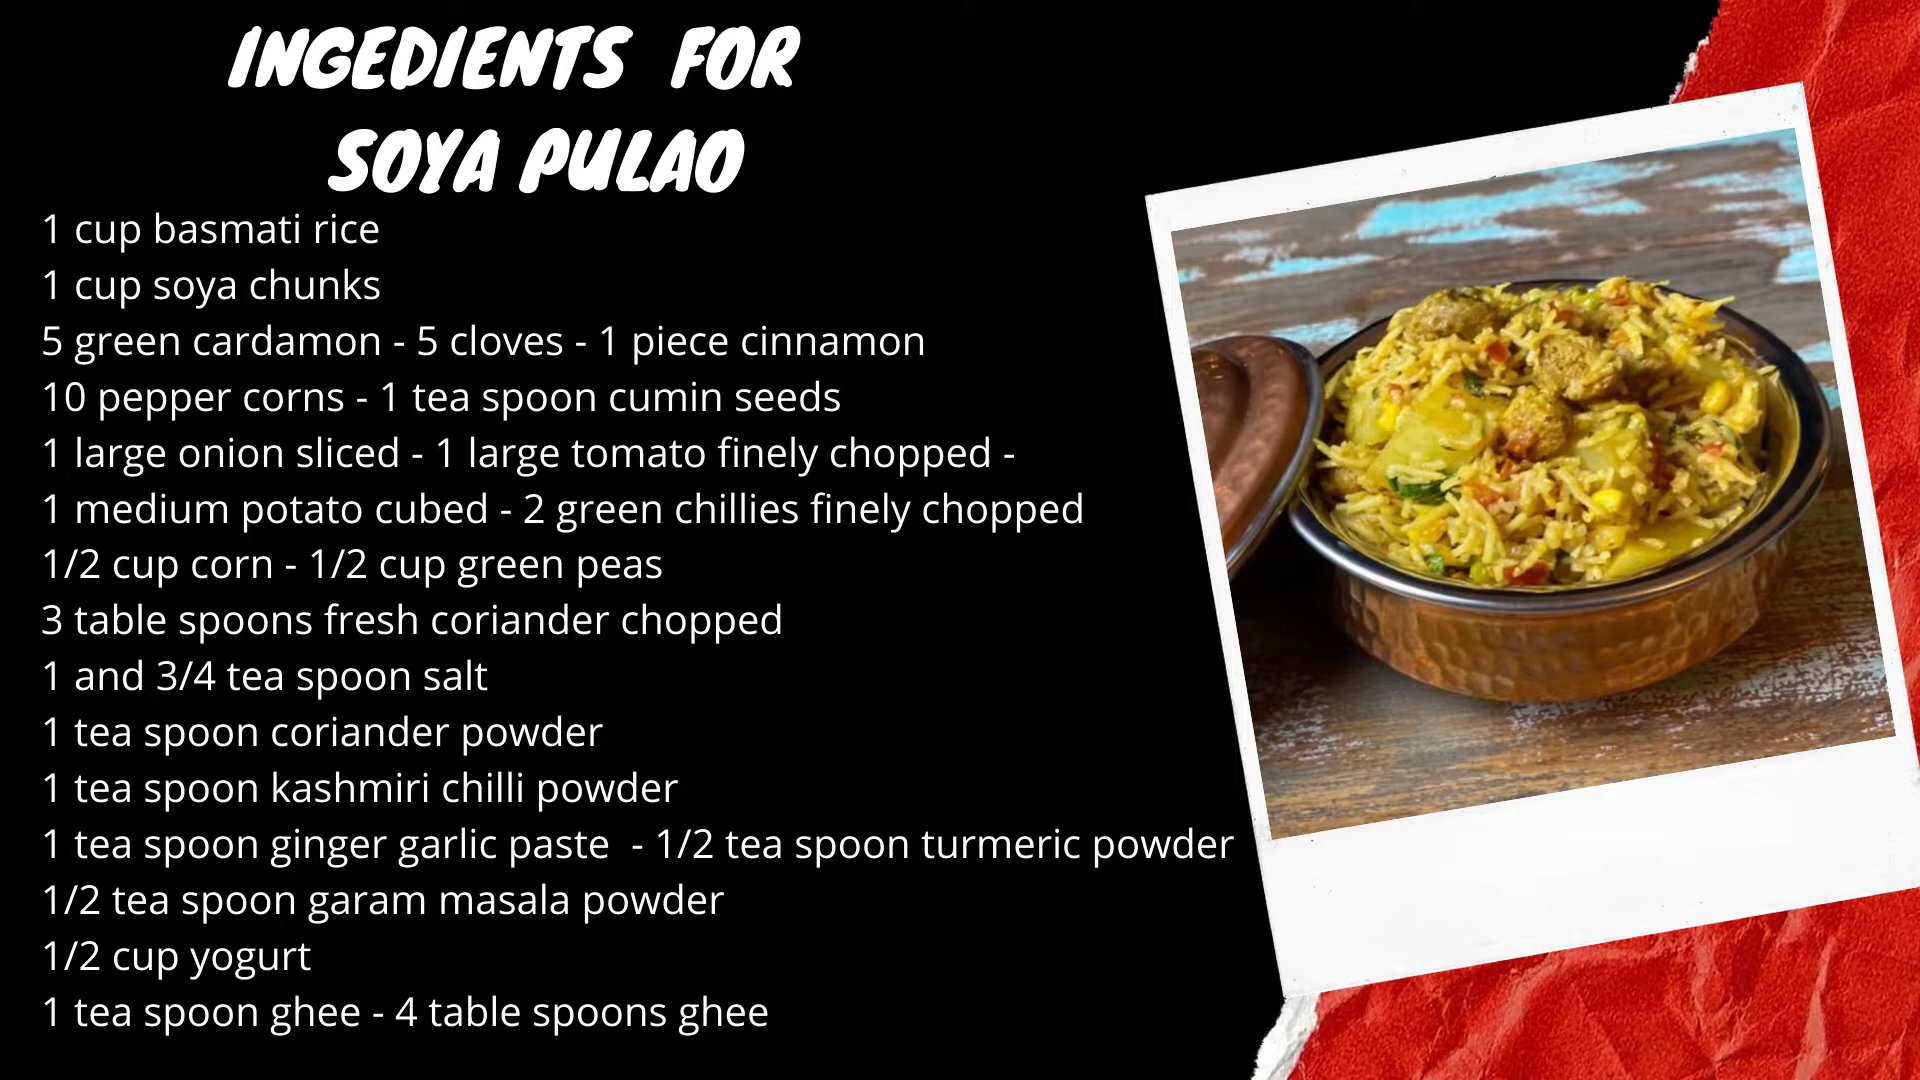 INGEDIENTS FOR
SOYA PULAO
1 cup basmati rice
1 cup soya chunks
5 green cardamon - 5 cloves - 1 piece cinnamon
10 pepper corns - 1 tea spoon cumin seeds
1 large onion sliced - 1 large tomato finely chopped -
1 medium potato cubed - 2 green chillies finely chopped
1/2 cup corn - 1/2 cup green peas
3 table spoons fresh coriander chopped
1 and 3/4 tea spoon salt
1 tea spoon coriander powder
1 tea spoon kashmiri chilli powder
1 tea spoon ginger garlic paste - 1/2 tea spoon turmeric powder
1/2 tea spoon garam masala powder
1/2 cup yogurt
1 tea spoon ghee - 4 table spoons ghee